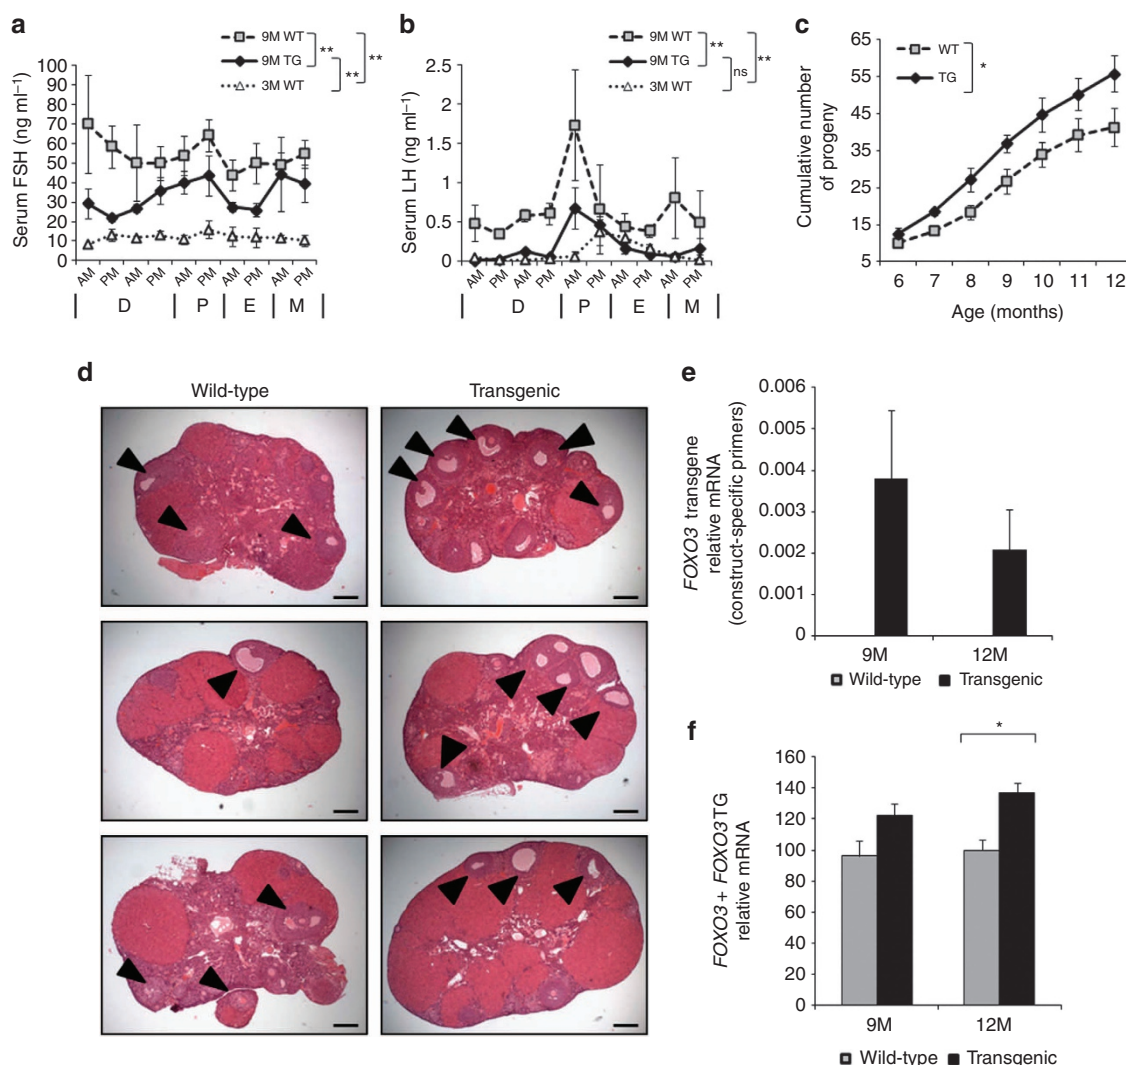 a
9M WT
9M TG
3M WT
**
**
**
Serum FSH (ng ml⁻¹)
100
90
80
70
60
50
40
30
20
10
0
AM PM AM PM AM PM AM PM AM PM
D P E M
b
9M WT
9M TG
3M WT
**
ns
**
Serum LH (ng ml⁻¹)
2.5
2
1.5
1
0.5
0
AM PM AM PM AM PM AM PM AM PM
D P E M
c
WT
TG
*
Cumulative number
of progeny
65
55
45
35
25
15
5
6 7 8 9 10 11 12
Age (months)
d
Wild-type Transgenic
e
FOXO3 transgene
relative mRNA
(construct-specific primers)
0.006
0.004
0.003
0.002
0.001
0
9M 12M
Wild-type Transgenic
f
*
FOXO3 + FOXO3TG
relative mRNA
160
140
120
100
80
60
40
20
0
9M 12M
Wild-type Transgenic